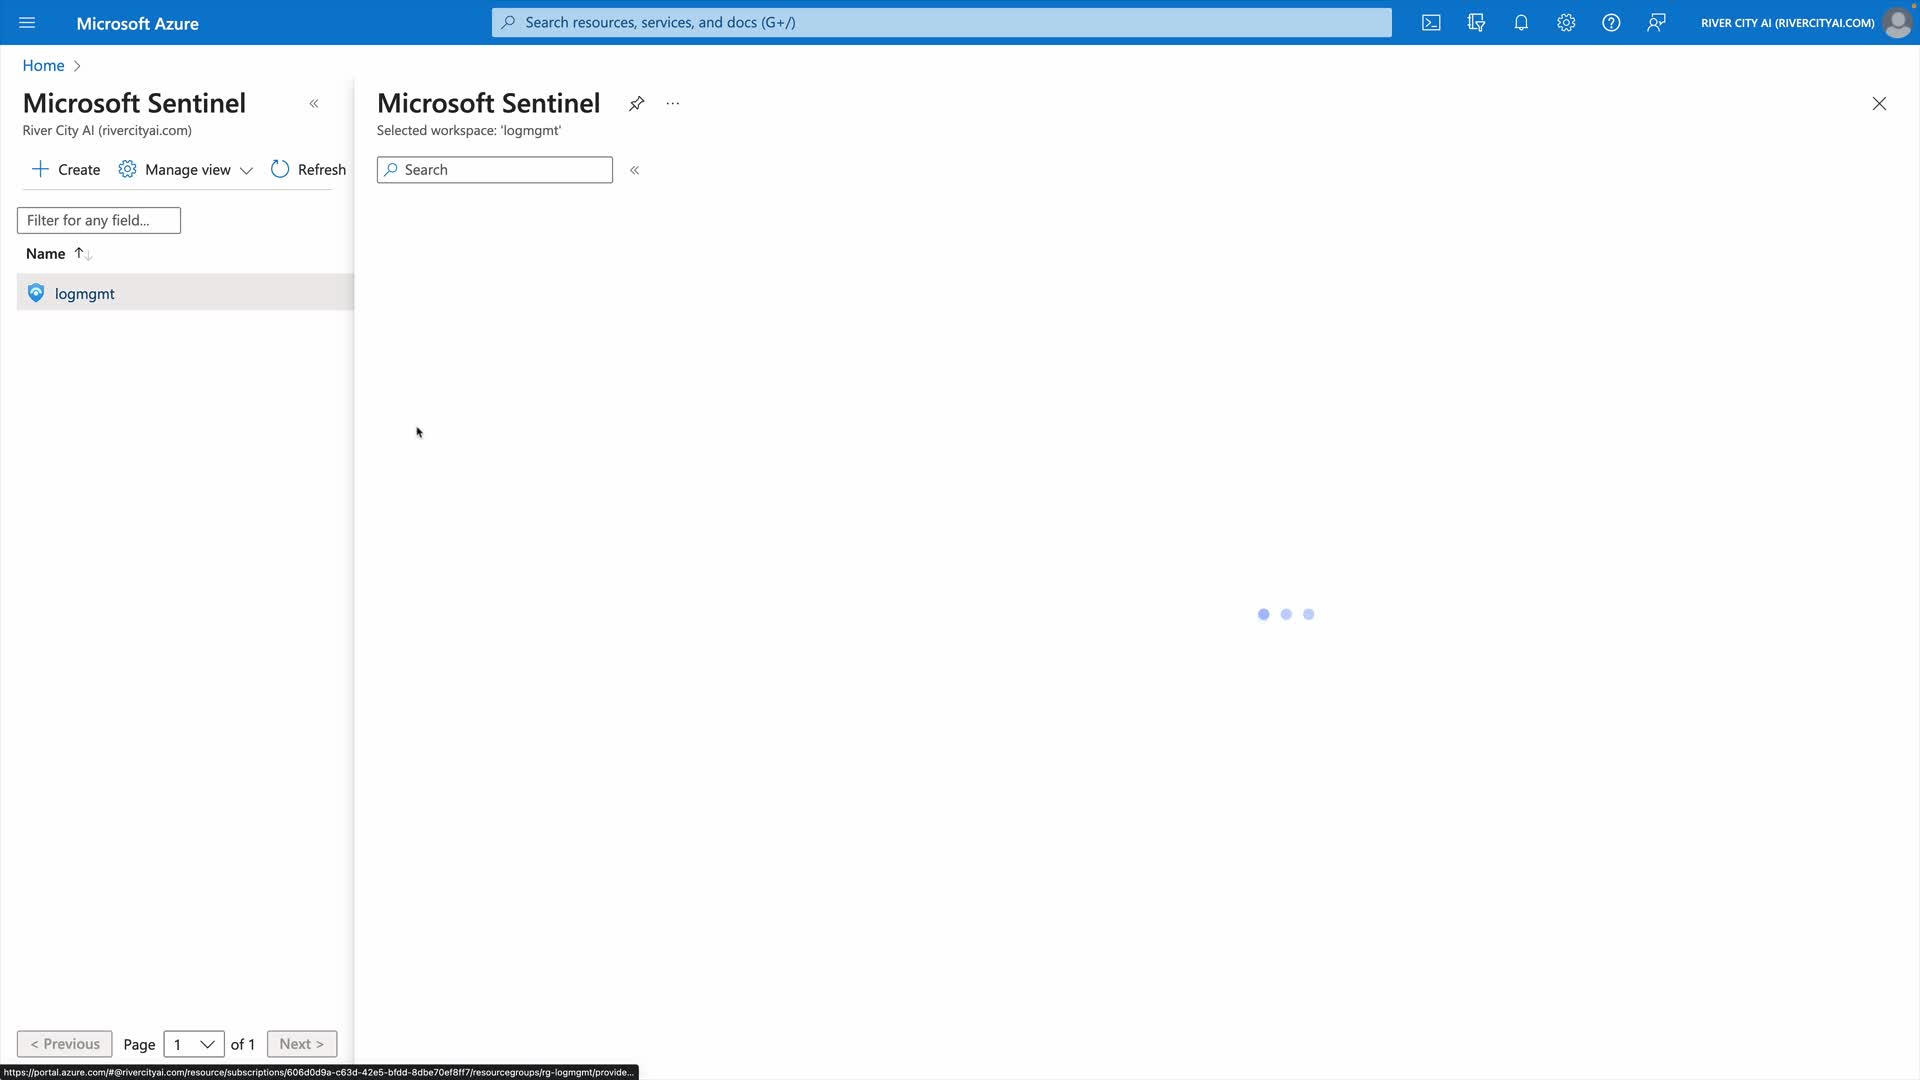 Microsoft Azure
Search resources, services, and docs (G+/)
RIVER CITY AI (RIVERCITYAI.COM)
Home
Microsoft Sentinel
River City AI (rivercityai.com)
Create
Manage view
Refresh
Filter for any field...
Name
logmgmt
Microsoft Sentinel
Selected workspace: 'logmgmt'
Search
< Previous
Page
1
of 1
Next >
https://portal.azure.com/#@rivercityai.com/resource/subscriptions/606d0d9a-c63d-42e5-bfdd-8dbe70ef8ff7/resourcegroups/rg-logmgmt/provide...